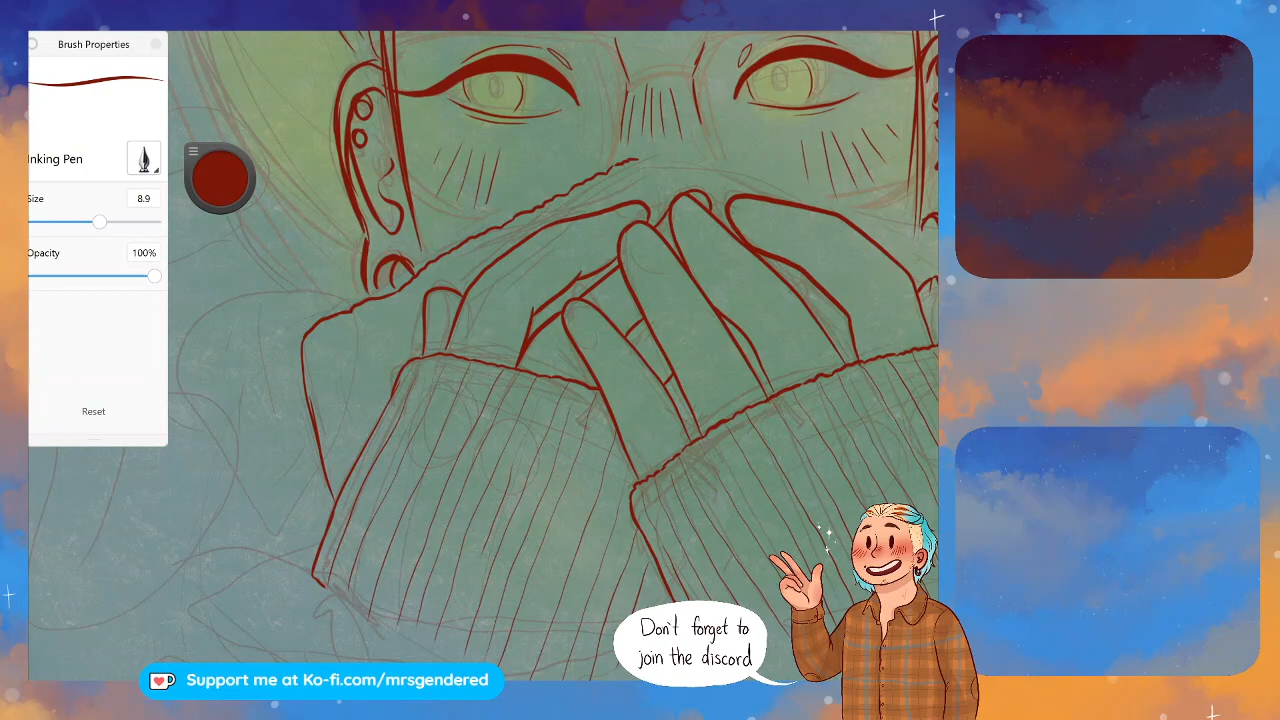 Brush Properties
nking Pen
Size
8.9
Opacity
100%
Reset
Don't forget to
join the discord
Support me at Ko-fi.com/mrsgendered